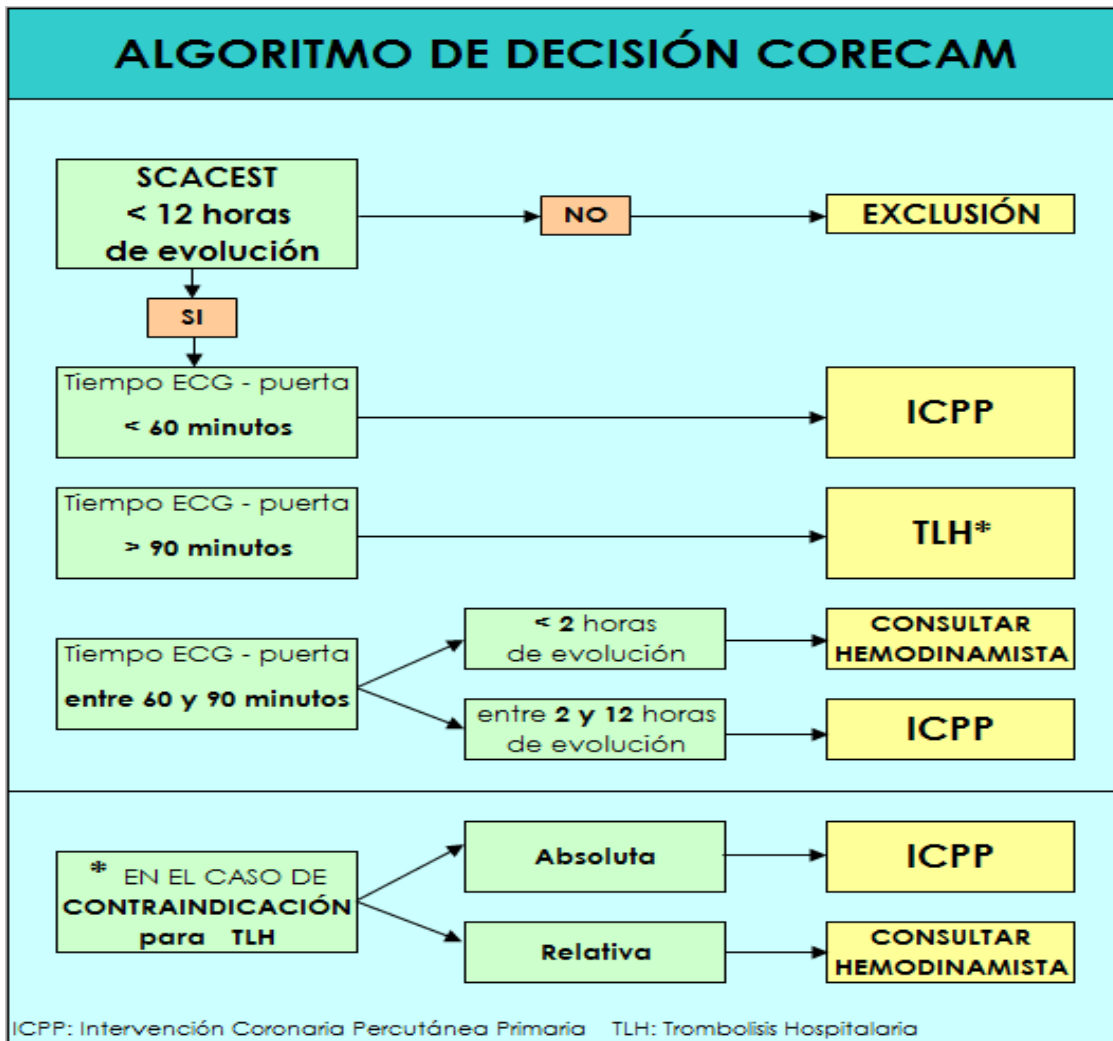 ALGORITMO DE DECISIÓN CORECAM
SCACEST
< 12 horas
de evolución
NO
EXCLUSIÓN
SI
Tiempo ECG - puerta
< 60 minutos
ICPP
Tiempo ECG - puerta
> 90 minutos
TLH*
Tiempo ECG - puerta
entre 60 y 90 minutos
< 2 horas
de evolución
CONSULTAR
HEMODINAMISTA
entre 2 y 12 horas
de evolución
ICPP
* EN EL CASO DE
CONTRAINDICACIÓN
para TLH
Absoluta
ICPP
Relativa
CONSULTAR
HEMODINAMISTA
ICPP: Intervención Coronaria Percutánea Primaria TLH: Trombolisis Hospitalaria